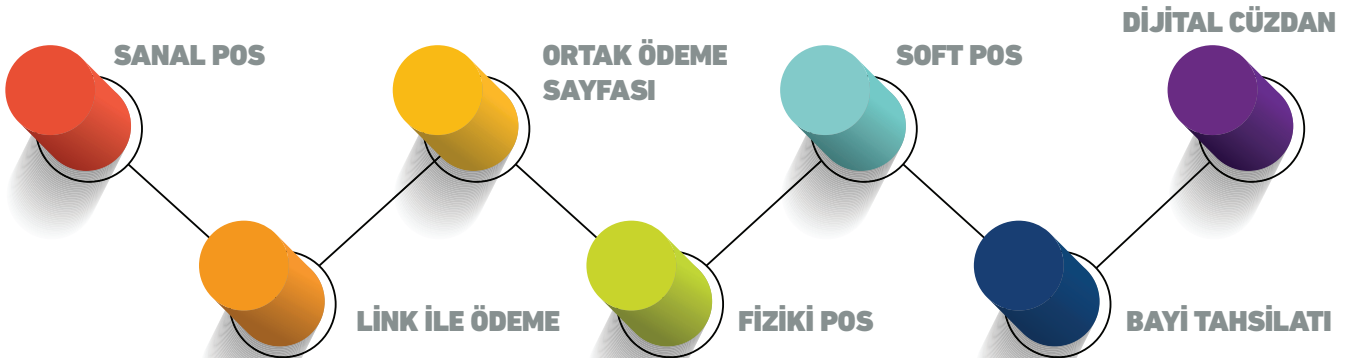 SANAL POS
LİNK İLE ÖDEME
ORTAK ÖDEME
SAYFASI
FİZİKİ POS
SOFT POS
BAYİ TAHSİLATI
DİJİTAL CÜZDAN